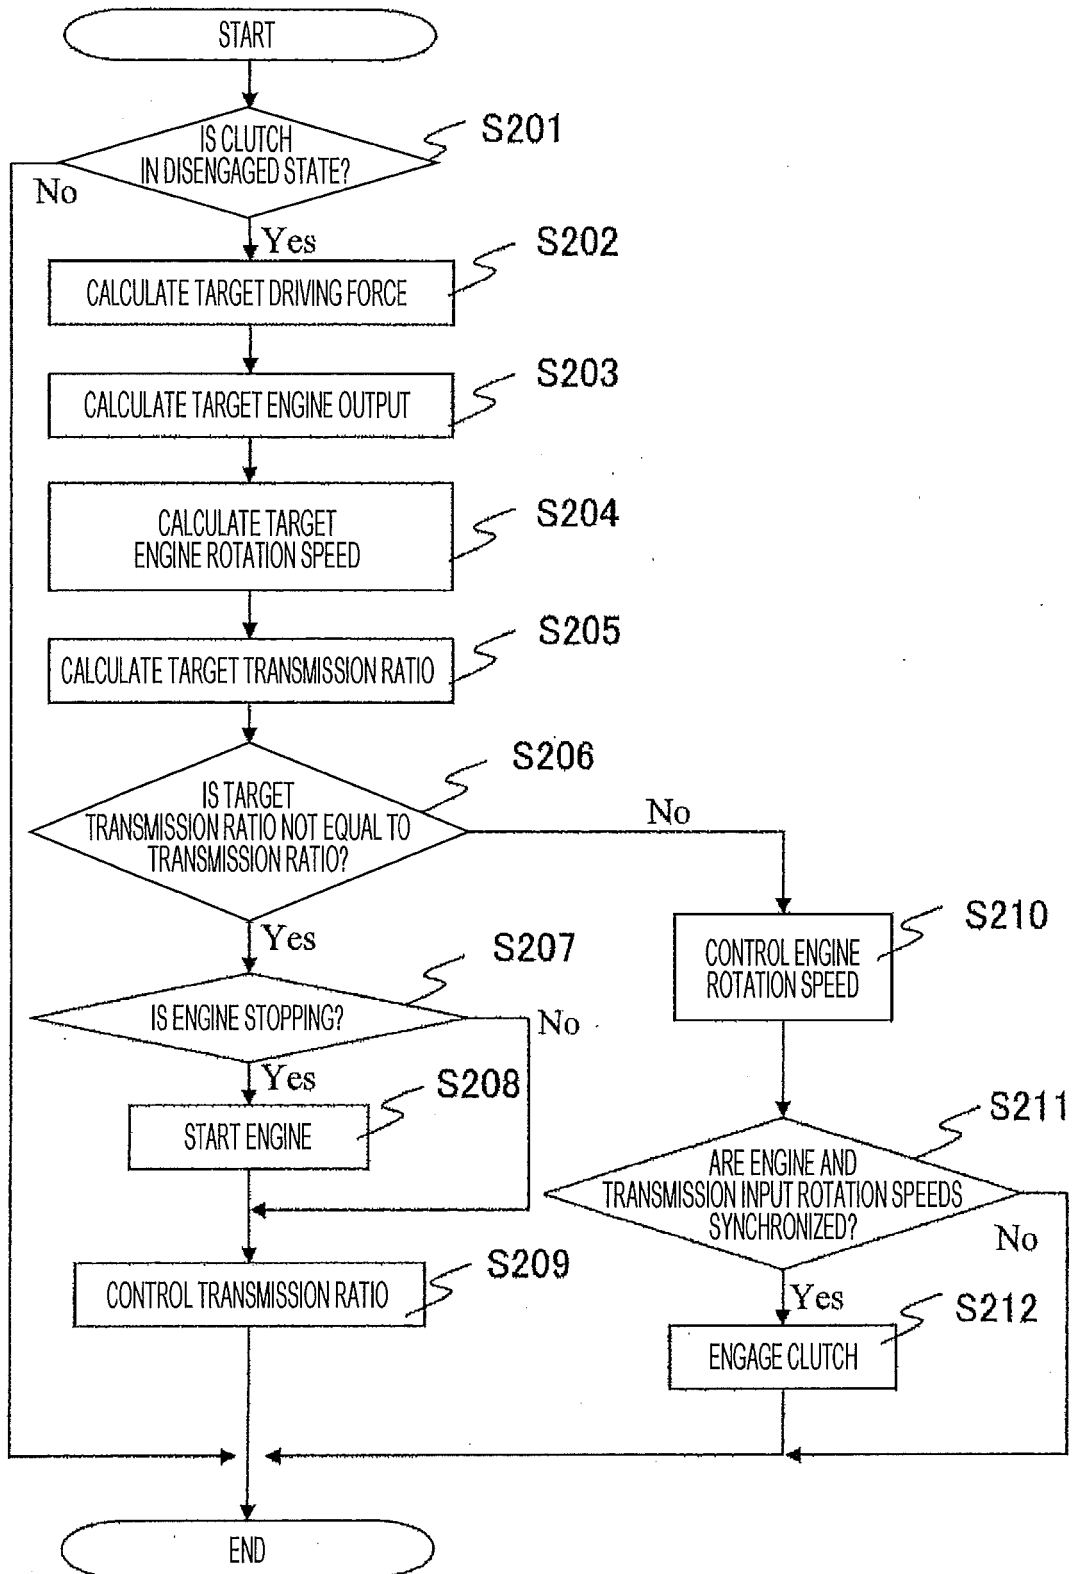 START
IS CLUTCH
IN DISENGAGED STATE?
S201
No
Yes
S202
CALCULATE TARGET DRIVING FORCE
S203
CALCULATE TARGET ENGINE OUTPUT
S204
CALCULATE TARGET
ENGINE ROTATION SPEED
S205
CALCULATE TARGET TRANSMISSION RATIO
S206
IS TARGET
TRANSMISSION RATIO NOT EQUAL TO
TRANSMISSION RATIO?
No
Yes
S207
IS ENGINE STOPPING?
No
Yes
S208
START ENGINE
S209
CONTROL TRANSMISSION RATIO
S210
CONTROL ENGINE
ROTATION SPEED
S211
ARE ENGINE AND
TRANSMISSION INPUT ROTATION SPEEDS
SYNCHRONIZED?
No
Yes
S212
ENGAGE CLUTCH
END